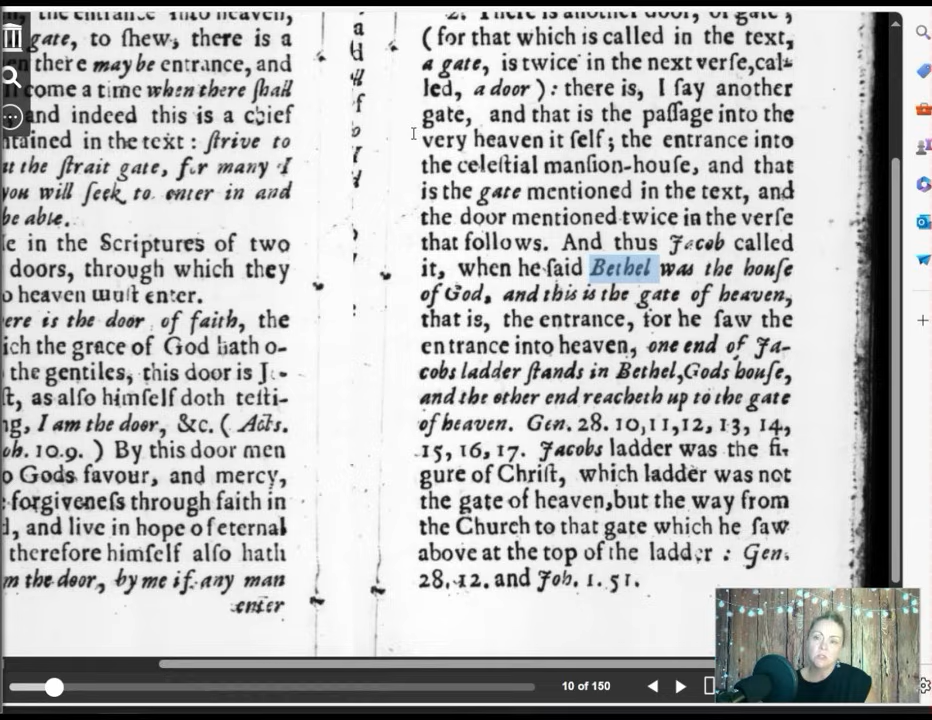 gate, to ſhew, there is a
there may be entrance, and
come a time when there ſhall
and indeed this is a chief
in the text : ſtrive to
the ſtrait gate, for many I
you will ſeek to enter in and
be able.
in the Scriptures of two
doors, through which they
heaven muſt enter.
is the door of faith, the
the grace of God hath o-
the gentiles, this door is
as alſo himſelf doth teſti-
I am the door, &c. ( Acts.
10.9. ) By this door men
Gods favour, and mercy,
forgiveneſs through faith in
and live in hope of eternal
therefore himſelf alſo hath
the door, by me if any man
enter
2. There is another door, or gate,
(for that which is called in the text,
a gate, is twice in the next verſe, cal-
led, a door ) : there is, I ſay another
gate, and that is the paſſage into the
very heaven it ſelf ; the entrance into
the celeſtial manſion-houſe, and that
is the gate mentioned in the text, and
the door mentioned twice in the verſe
that follows. And thus Jacob called
it, when he ſaid Bethel was the houſe
of God, and this is the gate of heaven,
that is, the entrance, for he ſaw the
entrance into heaven, one end of Ja-
cobs ladder ſtands in Bethel, Gods houſe,
and the other end reacheth up to the gate
of heaven. Gen. 28. 10,11,12, 13, 14,
15, 16, 17. Jacobs ladder was the fi-
gure of Chriſt, which ladder was not
the gate of heaven, but the way from
the Church to that gate which he ſaw
above at the top of the ladder : Gen.
28. 12. and Joh. 1. 51.
10 of 150